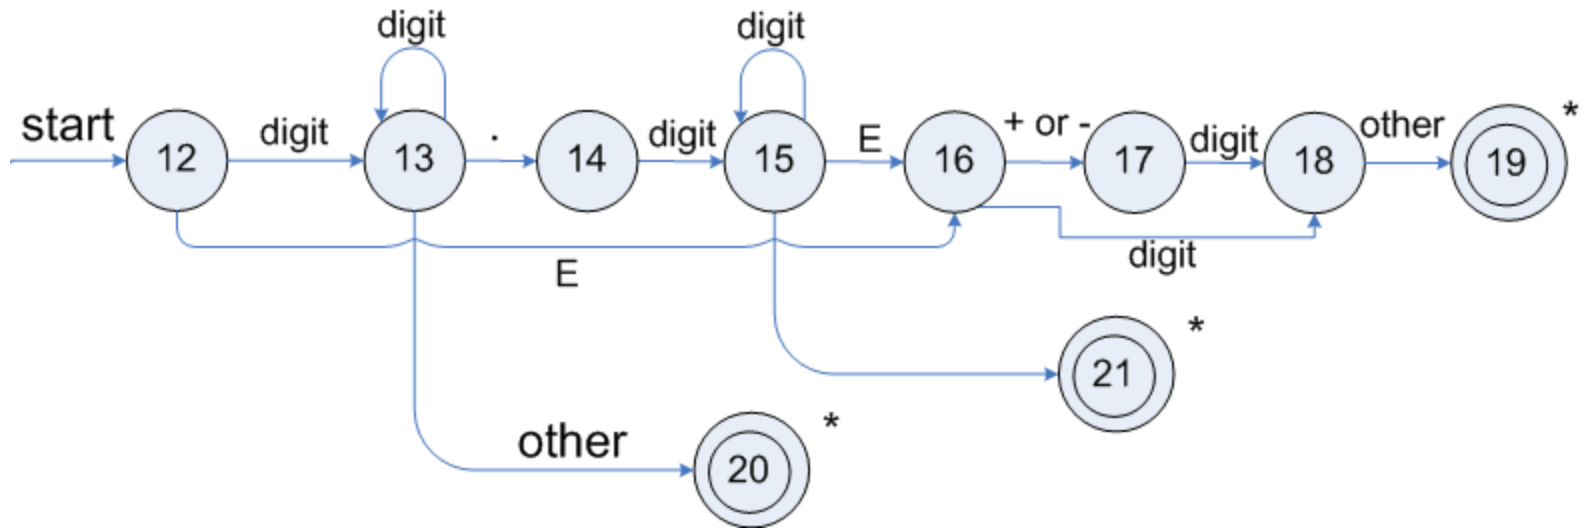 digit
digit
start
digit
.
digit
E
+ or -
digit
other
*
12
13
14
15
16
17
18
19
E
digit
*
21
other
*
20